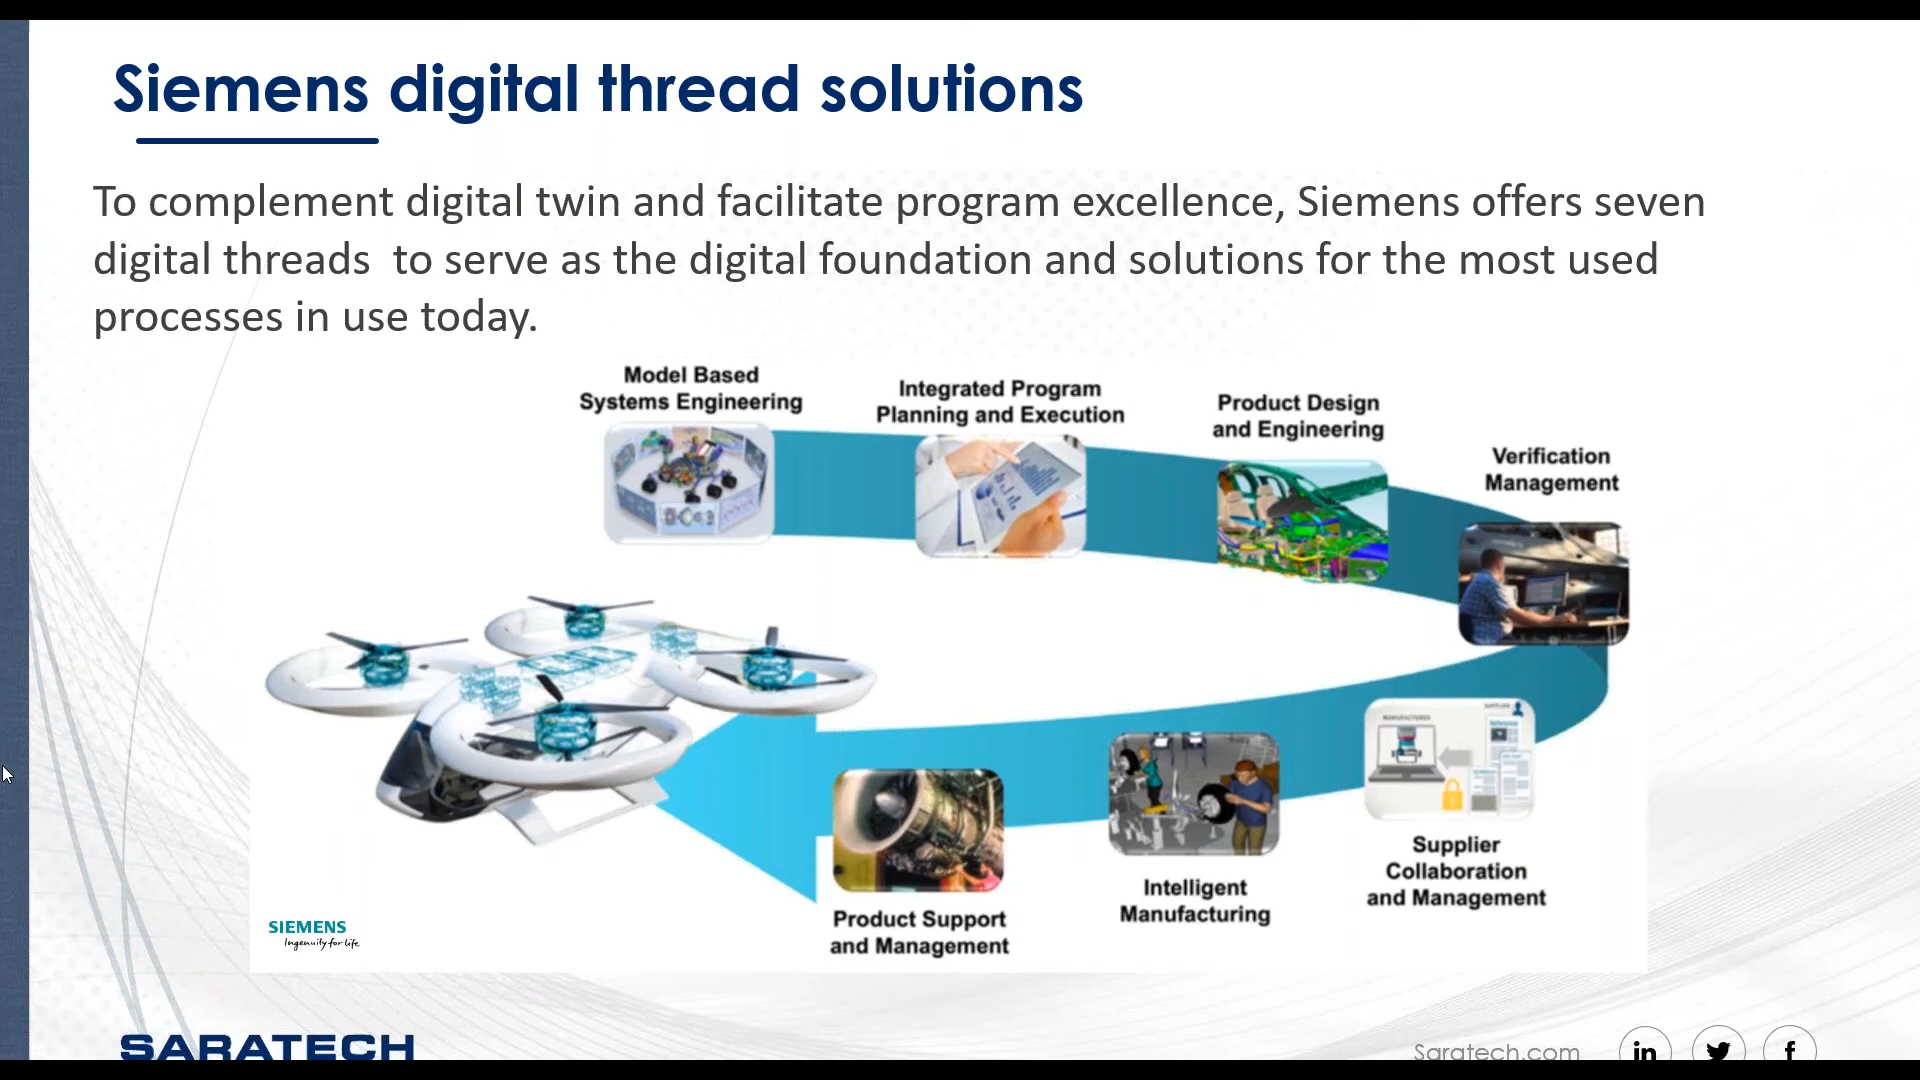 Siemens digital thread solutions
To complement digital twin and facilitate program excellence, Siemens offers seven
digital threads  to serve as the digital foundation and solutions for the most used
processes in use today.
Model Based
Systems Engineering
Integrated Program
Planning and Execution
Product Design
and Engineering
Verification
Management
MANUFACTURER
SUPPLIER
Supplier
Collaboration
and Management
Intelligent
Manufacturing
Product Support
and Management
SIEMENS
Ingenuity for life
SARATECH
Saratech.com
in
f